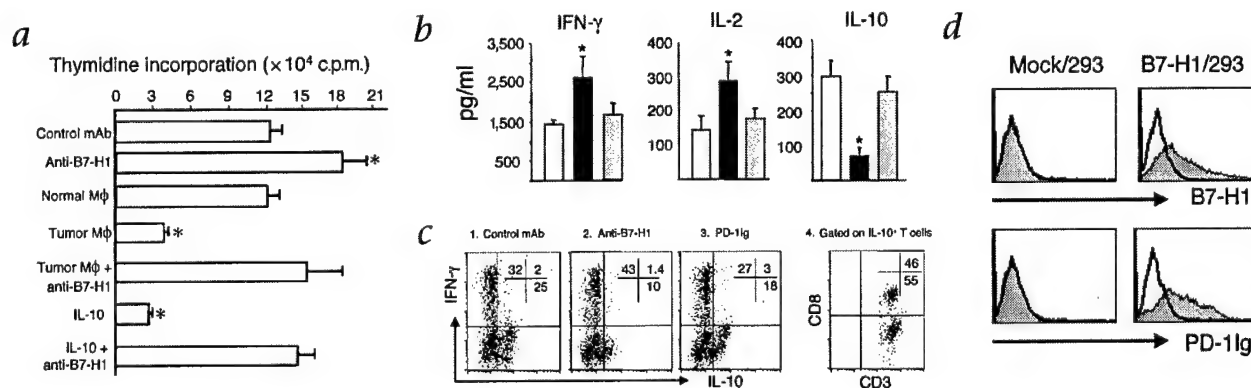 a
Thymidine incorporation (×10⁴ c.p.m.)
0 3 6 9 12 15 18 21
Control mAb
Anti-B7-H1
*
Normal MΦ
Tumor MΦ
*
Tumor MΦ +
anti-B7-H1
IL-10
*
IL-10 +
anti-B7-H1
b
IFN-γ
IL-2
IL-10
pg/ml
3,500
2,500
1,500
500
*
400
300
200
100
*
400
300
200
100
*
c
1. Control mAb
2. Anti-B7-H1
3. PD-1Ig
4. Gated on IL-10⁺ T cells
IFN-γ
32 2
25
43 1.4
10
27 3
18
IL-10
46
55
CD8
CD3
d
Mock/293
B7-H1/293
B7-H1
PD-1Ig